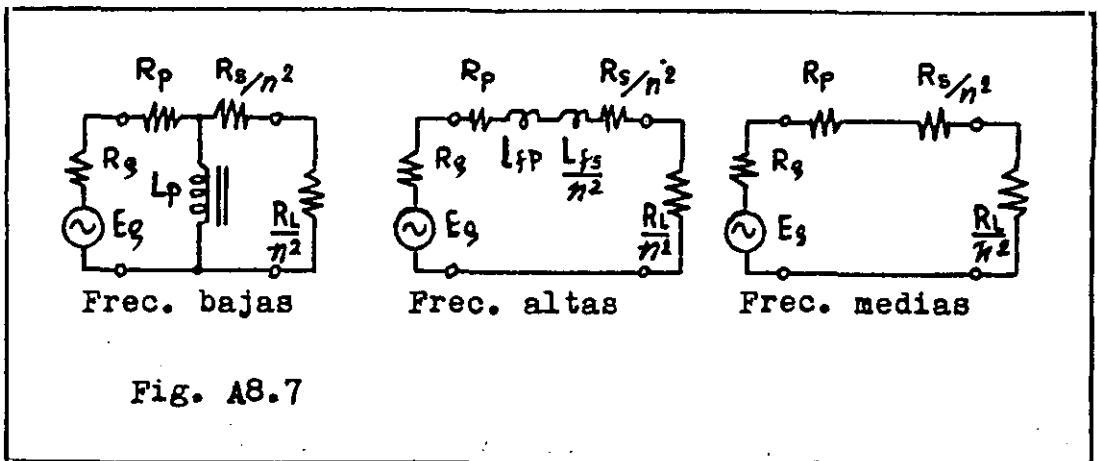 Rp Rs/n²
Rg
Lp
Eg
RL/n²
Frec. bajas
Rp Rs/n²
Lfp Lfs/n²
Rg
Eg
RL/n²
Frec. altas
Rp Rs/n²
Rg
Eg
RL/n²
Frec. medias
Fig. A8.7